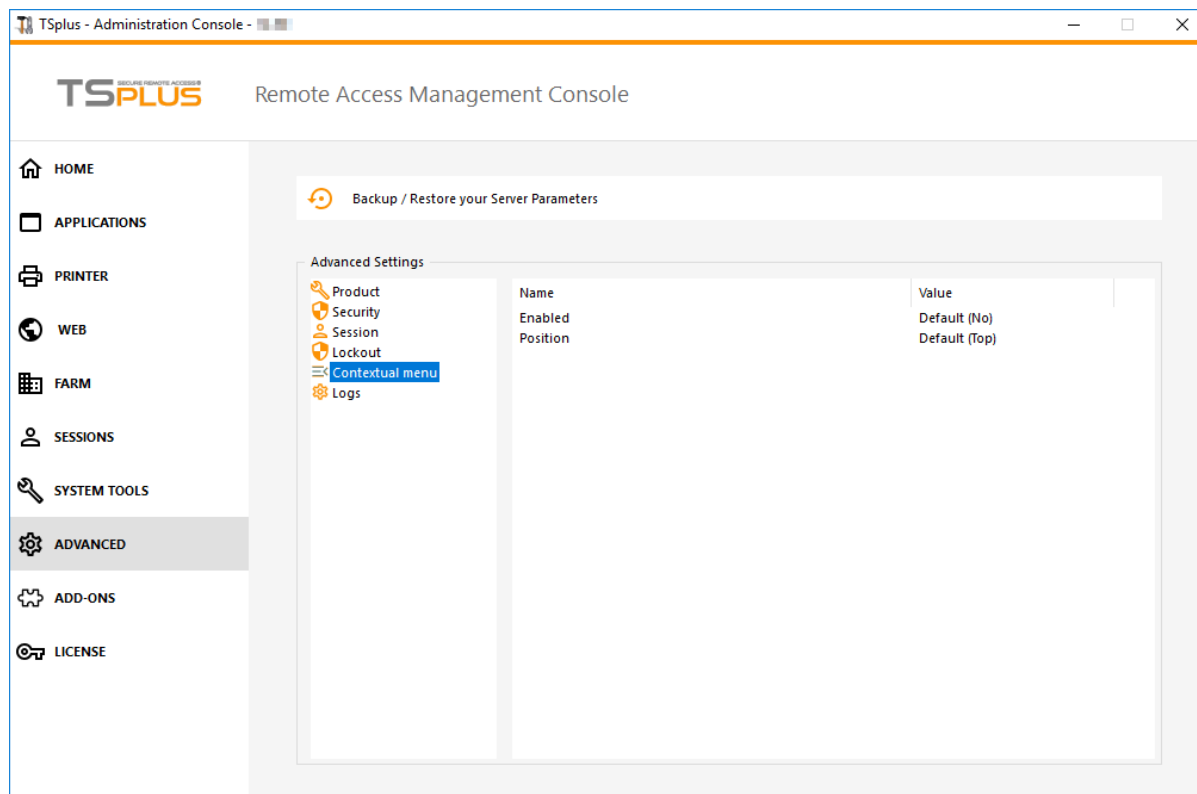 TSplus - Administration Console -
TSPLUS SECURE REMOTE ACCESS
Remote Access Management Console
HOME
APPLICATIONS
PRINTER
WEB
FARM
SESSIONS
SYSTEM TOOLS
ADVANCED
ADD-ONS
LICENSE
Backup / Restore your Server Parameters
Advanced Settings
Product
Security
Session
Lockout
Contextual menu
Logs
Name Value
Enabled Default (No)
Position Default (Top)